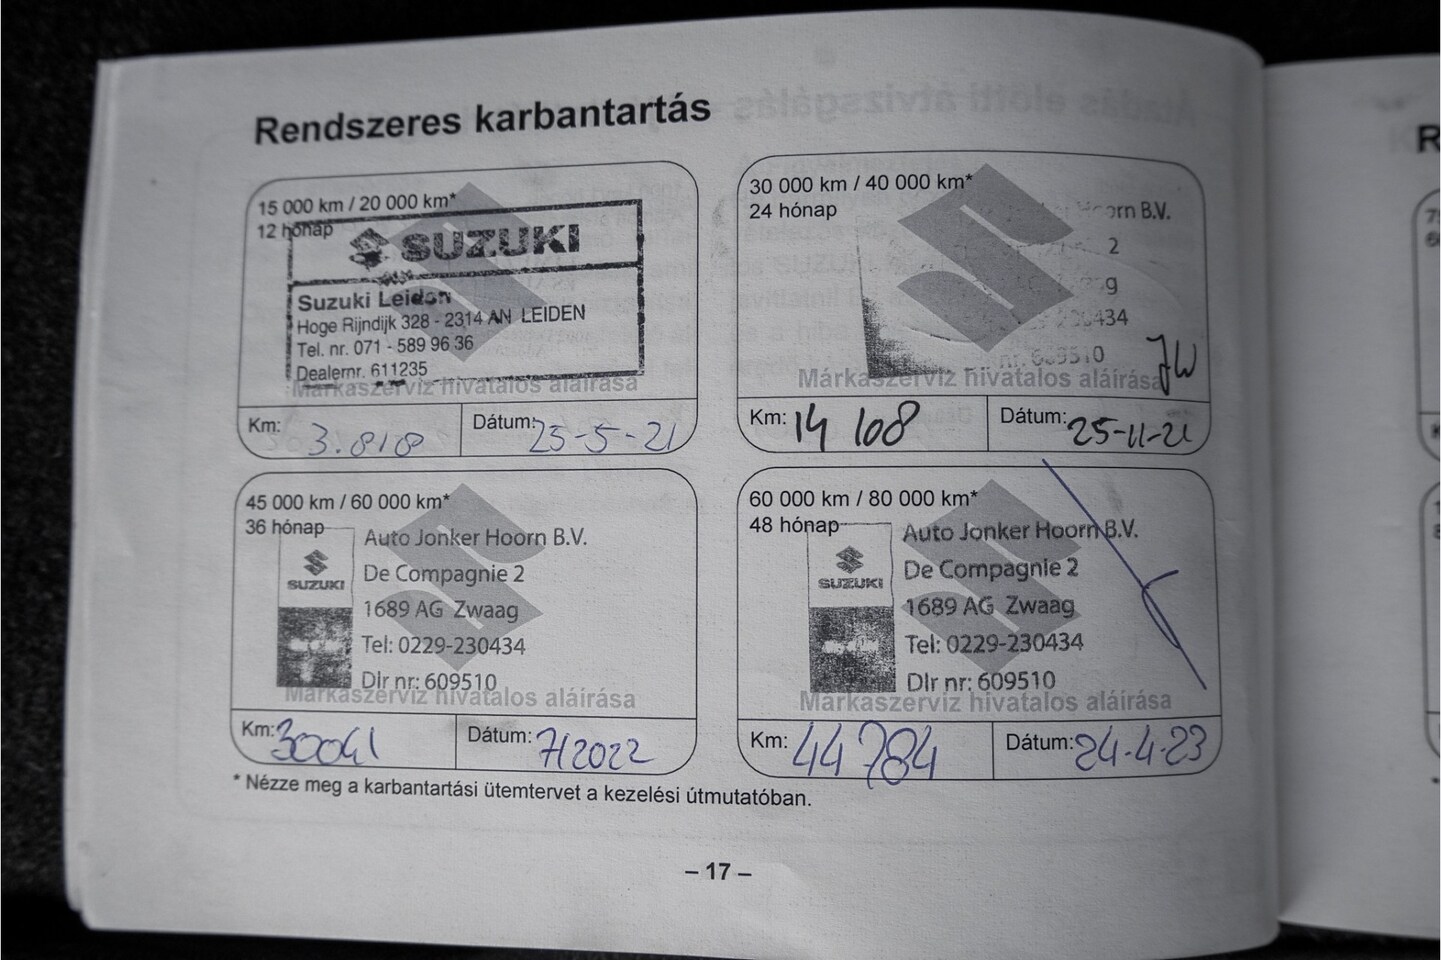 Rendszeres karbantartás
15 000 km / 20 000 km*
12 hónap
SUZUKI
Suzuki Leiden
Hoge Rijndijk 328 - 2314 AN LEIDEN
Tel. nr. 071 - 589 96 36
Dealernr. 611235
Márkaszerviz hivatalos aláírása
Km: 3.818
Dátum: 25-5-21
30 000 km / 40 000 km*
24 hónap
Hoorn B.V.
2
434
nr: 609510
JW
Márkaszerviz hivatalos aláírása
Km: 14 108
Dátum: 25-11-21
45 000 km / 60 000 km*
36 hónap
SUZUKI
Auto Jonker Hoorn B.V.
De Compagnie 2
1689 AG Zwaag
Tel: 0229-230434
Dlr nr: 609510
Márkaszerviz hivatalos aláírása
Km: 30041
Dátum: 7/2022
60 000 km / 80 000 km*
48 hónap
SUZUKI
Auto Jonker Hoorn B.V.
De Compagnie 2
1689 AG Zwaag
Tel: 0229-230434
Dlr nr: 609510
Márkaszerviz hivatalos aláírása
Km: 44784
Dátum: 24-4-23
* Nézze meg a karbantartási ütemtervet a kezelési útmutatóban.
– 17 –
R